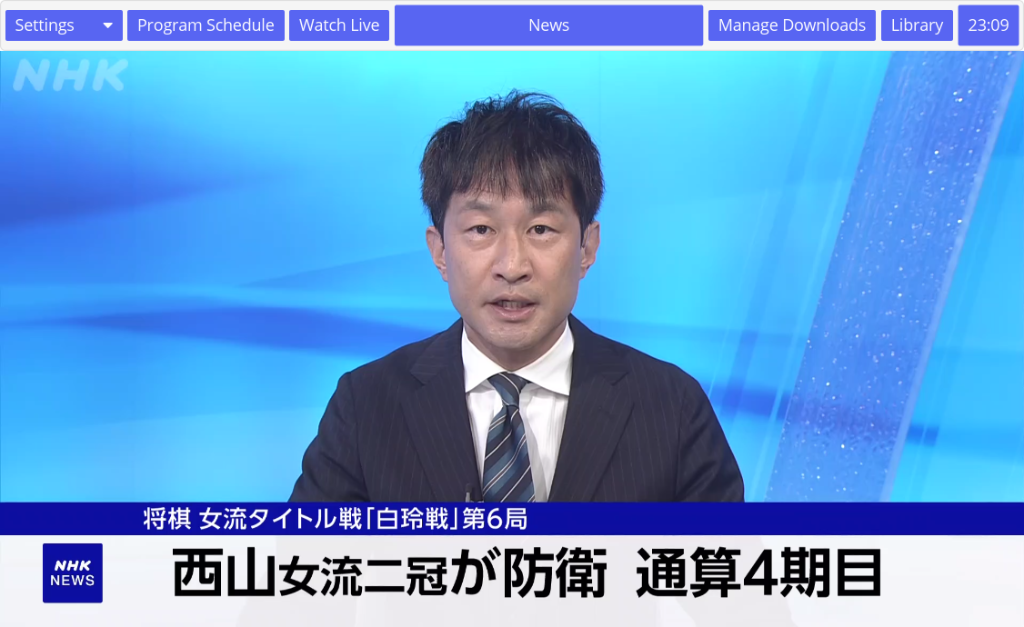 Settings Program Schedule Watch Live News Manage Downloads Library 23:09
NHK
将棋 女流タイトル戦「白玲戦」第6局
NHK
NEWS
西山女流二冠が防衛 通算4期目